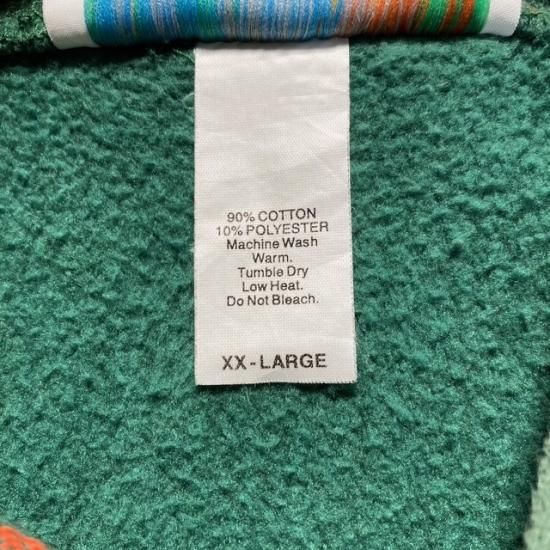 90% COTTON
10% POLYESTER
Machine Wash
Warm.
Tumble Dry
Low Heat.
Do Not Bleach.
XX-LARGE